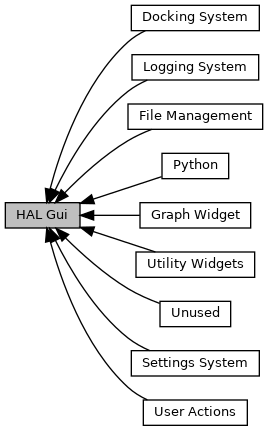 Docking System
Logging System
File Management
Python
HAL Gui
Graph Widget
Utility Widgets
Unused
Settings System
User Actions